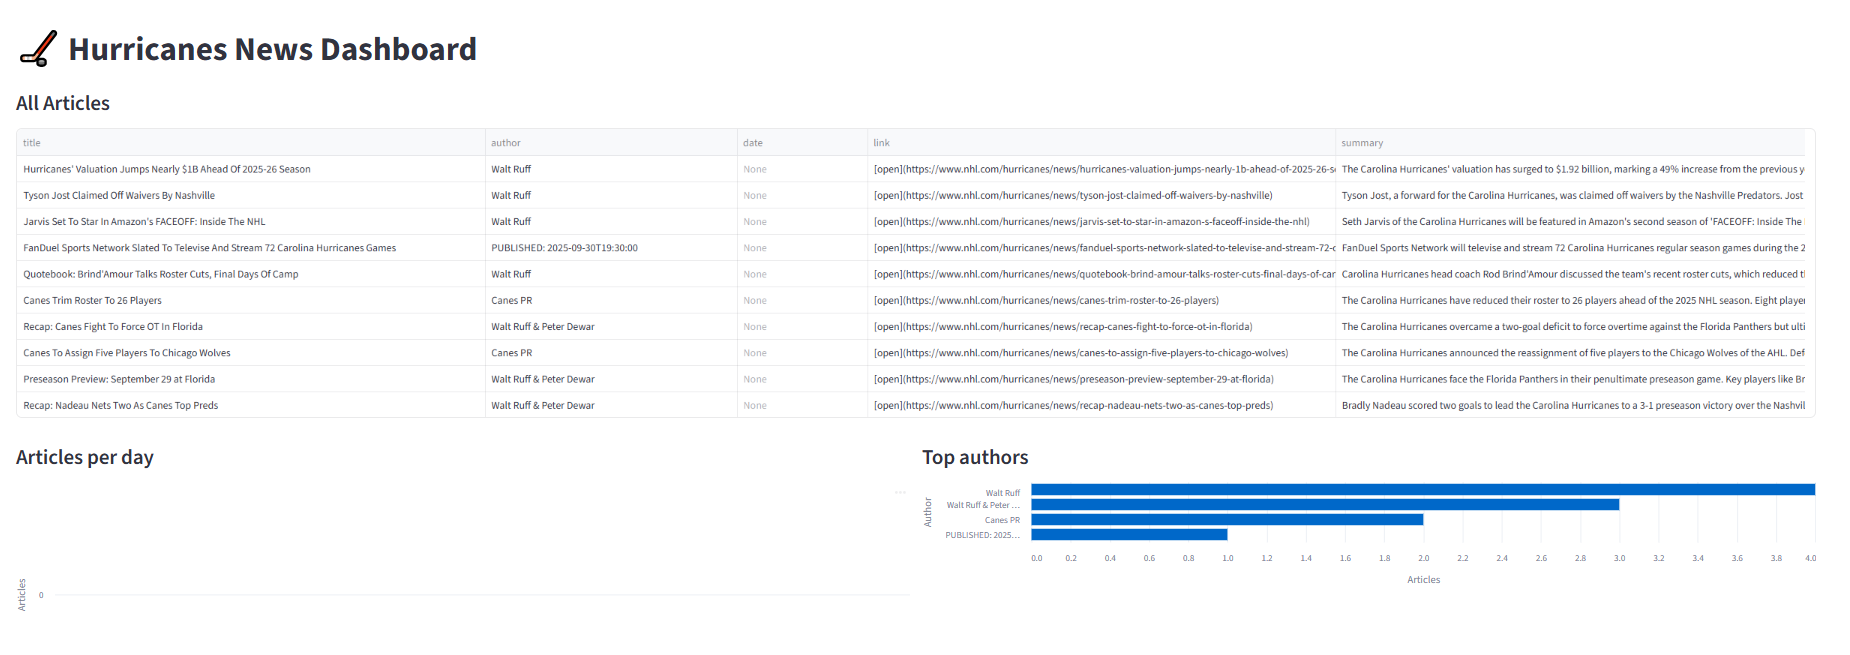 Hurricanes News Dashboard
All Articles
title author date link summary
Hurricanes' Valuation Jumps Nearly $1B Ahead Of 2025-26 Season Walt Ruff None [open](https://www.nhl.com/hurricanes/news/hurricanes-valuation-jumps-nearly-1b-ahead-of-2025-26-s The Carolina Hurricanes' valuation has surged to $1.92 billion, marking a 49% increase from the previous y
Tyson Jost Claimed Off Waivers By Nashville Walt Ruff None [open](https://www.nhl.com/hurricanes/news/tyson-jost-claimed-off-waivers-by-nashville) Tyson Jost, a forward for the Carolina Hurricanes, was claimed off waivers by the Nashville Predators. Jost
Jarvis Set To Star In Amazon's FACEOFF: Inside The NHL Walt Ruff None [open](https://www.nhl.com/hurricanes/news/jarvis-set-to-star-in-amazon-s-faceoff-inside-the-nhl) Seth Jarvis of the Carolina Hurricanes will be featured in Amazon's second season of 'FACEOFF: Inside The
FanDuel Sports Network Slated To Televise And Stream 72 Carolina Hurricanes Games PUBLISHED: 2025-09-30T19:30:00 None [open](https://www.nhl.com/hurricanes/news/fanduel-sports-network-slated-to-televise-and-stream-72-c FanDuel Sports Network will televise and stream 72 Carolina Hurricanes regular season games during the 2
Quotebook: Brind'Amour Talks Roster Cuts, Final Days Of Camp Walt Ruff None [open](https://www.nhl.com/hurricanes/news/quotebook-brind-amour-talks-roster-cuts-final-days-of-car Carolina Hurricanes head coach Rod Brind'Amour discussed the team's recent roster cuts, which reduced t
Canes Trim Roster To 26 Players Canes PR None [open](https://www.nhl.com/hurricanes/news/canes-trim-roster-to-26-players) The Carolina Hurricanes have reduced their roster to 26 players ahead of the 2025 NHL season. Eight player
Recap: Canes Fight To Force OT In Florida Walt Ruff & Peter Dewar None [open](https://www.nhl.com/hurricanes/news/recap-canes-fight-to-force-ot-in-florida) The Carolina Hurricanes overcame a two-goal deficit to force overtime against the Florida Panthers but ulti
Canes To Assign Five Players To Chicago Wolves Canes PR None [open](https://www.nhl.com/hurricanes/news/canes-to-assign-five-players-to-chicago-wolves) The Carolina Hurricanes announced the reassignment of five players to the Chicago Wolves of the AHL. Def
Preseason Preview: September 29 at Florida Walt Ruff & Peter Dewar None [open](https://www.nhl.com/hurricanes/news/preseason-preview-september-29-at-florida) The Carolina Hurricanes face the Florida Panthers in their penultimate preseason game. Key players like Br
Recap: Nadeau Nets Two As Canes Top Preds Walt Ruff & Peter Dewar None [open](https://www.nhl.com/hurricanes/news/recap-nadeau-nets-two-as-canes-top-preds) Bradly Nadeau scored two goals to lead the Carolina Hurricanes to a 3-1 preseason victory over the Nashvil
Articles per day
Articles
0
Top authors
Author
Walt Ruff
Walt Ruff & Peter ...
Canes PR
PUBLISHED: 2025...
0.0 0.2 0.4 0.6 0.8 1.0 1.2 1.4 1.6 1.8 2.0 2.2 2.4 2.6 2.8 3.0 3.2 3.4 3.6 3.8 4.0
Articles